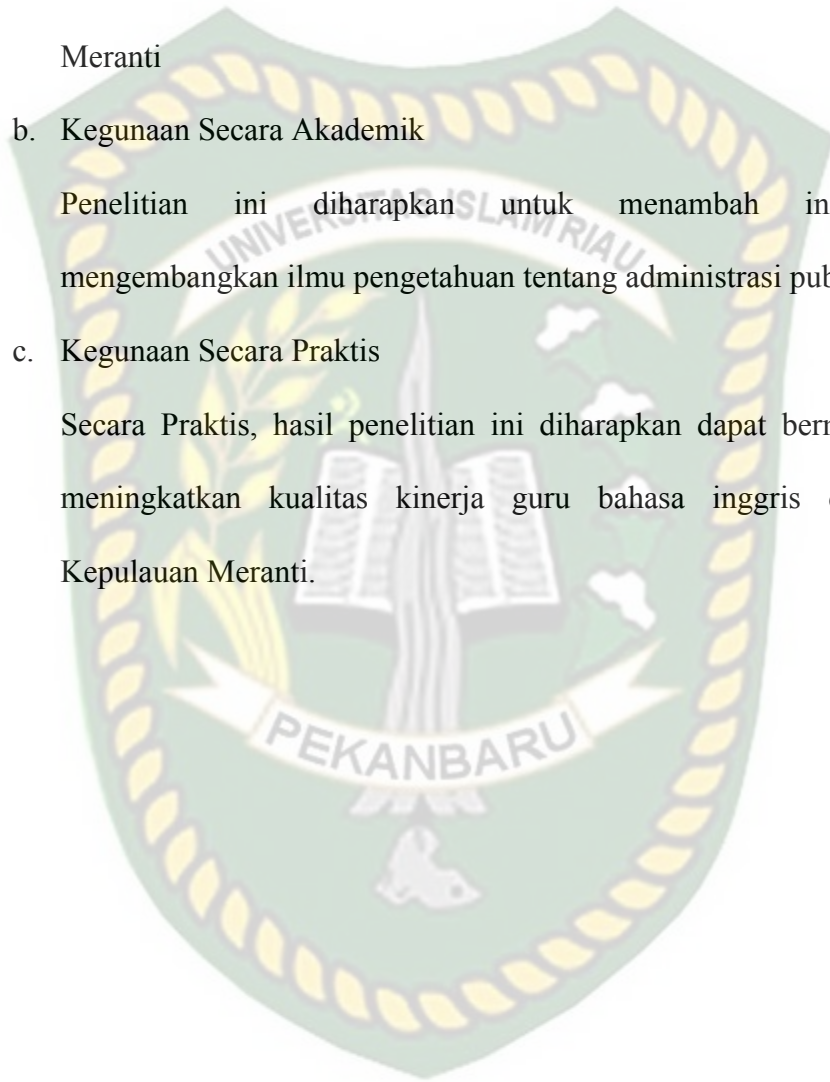 Meranti
b. Kegunaan Secara Akademik
Penelitian ini diharapkan untuk menambah
UNIVERSITAS ISLAM RIAU
mengembangkan ilmu pengetahuan tentang administrasi
c. Kegunaan Secara Praktis
Secara Praktis, hasil penelitian ini diharapkan dapat
meningkatkan kualitas kinerja guru bahasa inggris
Kepulauan Meranti.
PEKANBARU